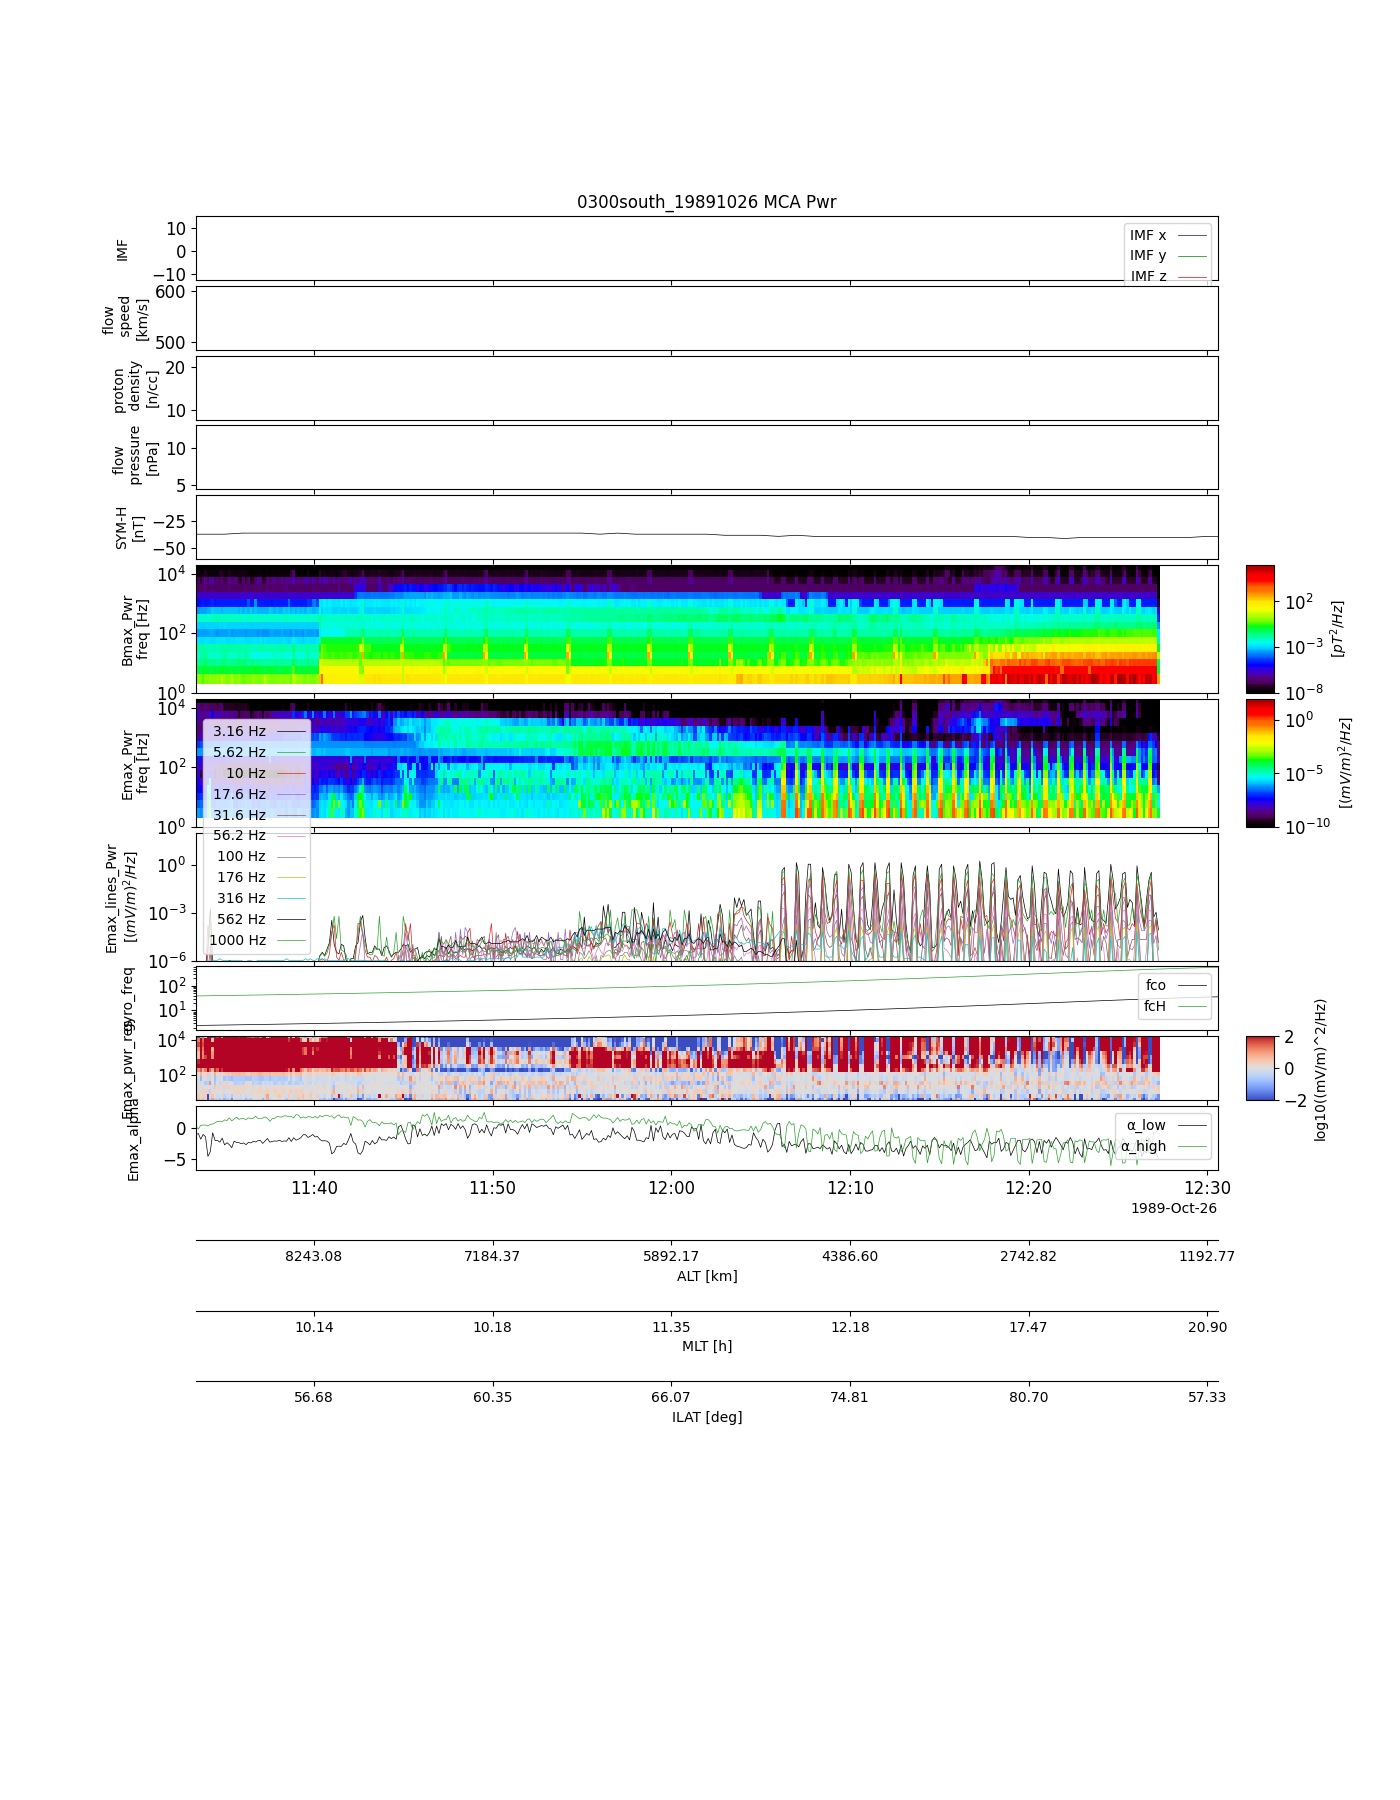 0300south_19891026 MCA Pwr
10
0
−10
IMF
IMF x
IMF y
IMF z
600
500
flow
speed
[km/s]
20
10
proton
density
[n/cc]
10
5
flow
pressure
[nPa]
−25
−50
SYM-H
[nT]
10^4
10^2
10^0
Bmax_Pwr
freq [Hz]
10^2
10^−3
10^−8
[pT^2/Hz]
10^4
10^2
10^0
Emax_Pwr
freq [Hz]
10^0
10^−5
10^−10
[(mV/m)^2/Hz]
3.16 Hz
5.62 Hz
10 Hz
17.6 Hz
31.6 Hz
56.2 Hz
100 Hz
176 Hz
316 Hz
562 Hz
1000 Hz
10^0
10^−3
10^−6
Emax_lines_Pwr
[(mV/m)^2/Hz]
10^2
10^1
gyro_freq
fco
fcH
10^4
10^2
Emax_pwr_reg
2
0
−2
log10((mV/m)^2/Hz)
0
−5
Emax_alpha
α_low
α_high
11:40 11:50 12:00 12:10 12:20 12:30
1989-Oct-26
8243.08 7184.37 5892.17 4386.60 2742.82 1192.77
ALT [km]
10.14 10.18 11.35 12.18 17.47 20.90
MLT [h]
56.68 60.35 66.07 74.81 80.70 57.33
ILAT [deg]